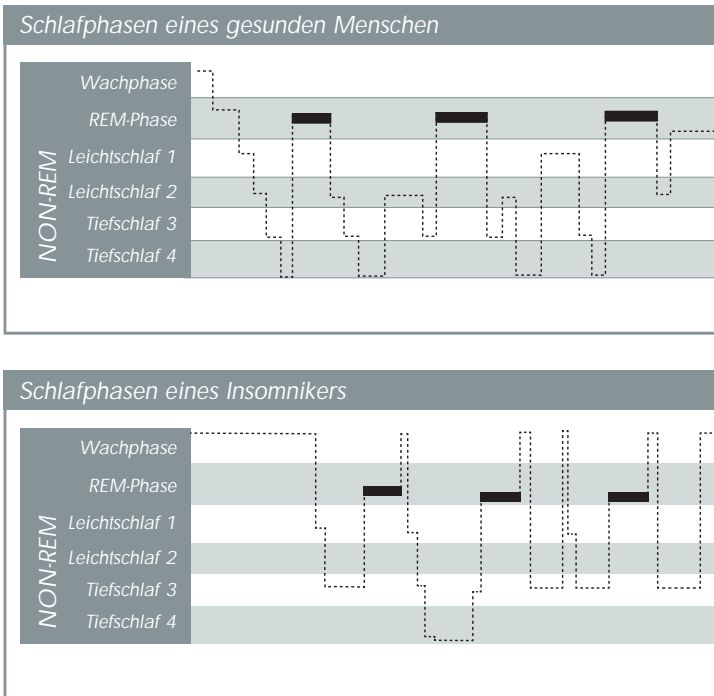 Schlafphasen eines gesunden Menschen
NON-REM
Wachphase
REM-Phase
Leichtschlaf 1
Leichtschlaf 2
Tiefschlaf 3
Tiefschlaf 4
Schlafphasen eines Insomnikers
NON-REM
Wachphase
REM-Phase
Leichtschlaf 1
Leichtschlaf 2
Tiefschlaf 3
Tiefschlaf 4